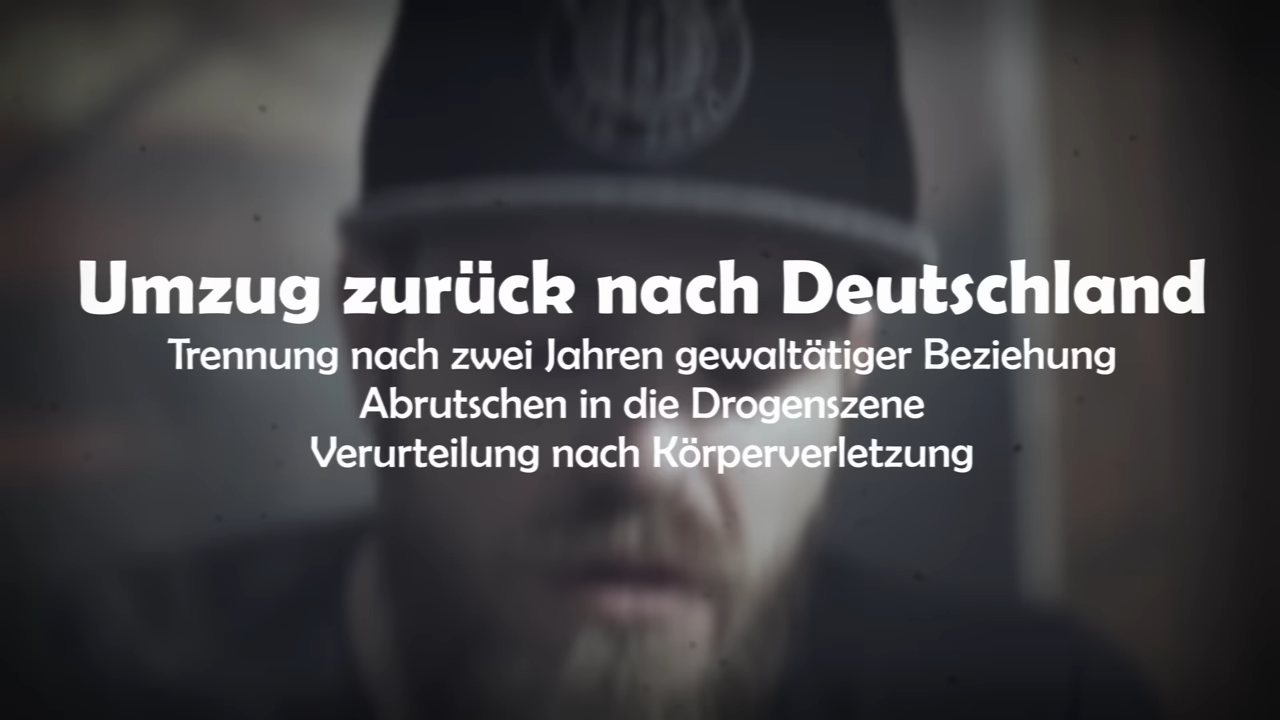 Umzug zurück nach Deutschland
Trennung nach zwei Jahren gewaltätiger Beziehung
Abrutschen in die Drogenszene
Verurteilung nach Körperverletzung